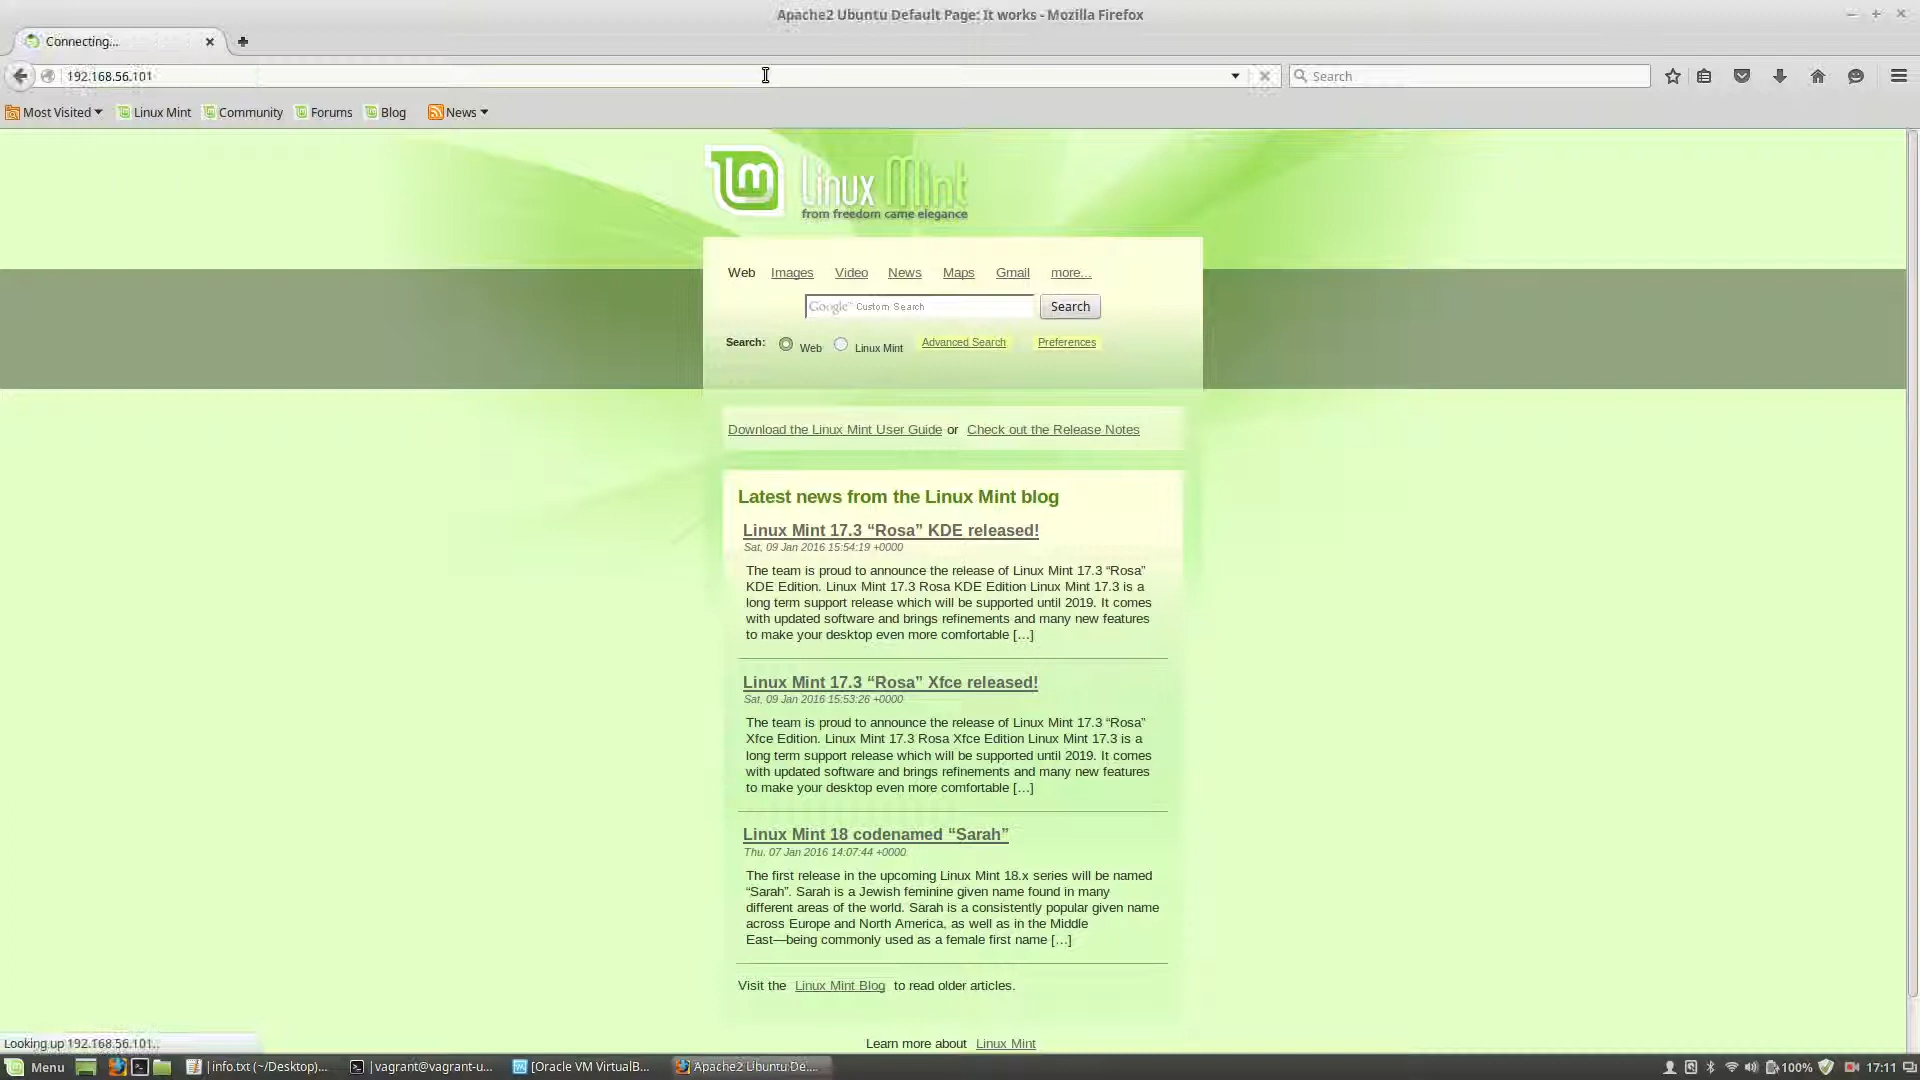 Apache2 Ubuntu Default Page: It works - Mozilla Firefox
Connecting...
192.168.56.101
Search
Most Visited Linux Mint Community Forums Blog News
Linux Mint
from freedom came elegance
Web Images Video News Maps Gmail more...
Google™ Custom Search Search
Search: Web Linux Mint Advanced Search Preferences
Download the Linux Mint User Guide or Check out the Release Notes
Latest news from the Linux Mint blog
Linux Mint 17.3 “Rosa” KDE released!
Sat, 09 Jan 2016 15:54:19 +0000
The team is proud to announce the release of Linux Mint 17.3 “Rosa”
KDE Edition. Linux Mint 17.3 Rosa KDE Edition Linux Mint 17.3 is a
long term support release which will be supported until 2019. It comes
with updated software and brings refinements and many new features
to make your desktop even more comfortable […]
Linux Mint 17.3 “Rosa” Xfce released!
Sat, 09 Jan 2016 15:53:26 +0000
The team is proud to announce the release of Linux Mint 17.3 “Rosa”
Xfce Edition. Linux Mint 17.3 Rosa Xfce Edition Linux Mint 17.3 is a
long term support release which will be supported until 2019. It comes
with updated software and brings refinements and many new features
to make your desktop even more comfortable […]
Linux Mint 18 codenamed “Sarah”
Thu, 07 Jan 2016 14:07:44 +0000
The first release in the upcoming Linux Mint 18.x series will be named
“Sarah”. Sarah is a Jewish feminine given name found in many
different areas of the world. Sarah is a consistently popular given name
across Europe and North America, as well as in the Middle
East—being commonly used as a female first name […]
Visit the Linux Mint Blog to read older articles.
Learn more about Linux Mint
Looking up 192.168.56.101...
Menu |info.txt (~/Desktop)... |vagrant@vagrant-u... [Oracle VM VirtualB... Apache2 Ubuntu De... 100% 17:11